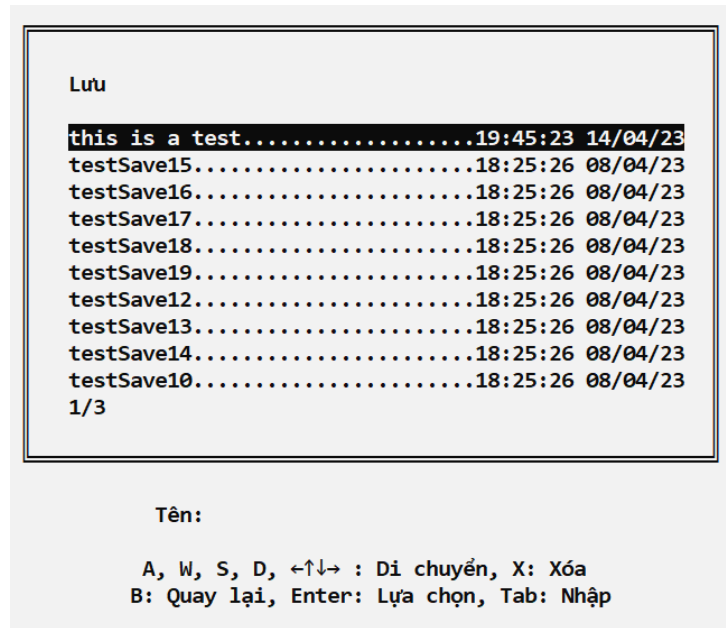 Lưu
this is a test...................19:45:23 14/04/23
testSave15.......................18:25:26 08/04/23
testSave16.......................18:25:26 08/04/23
testSave17.......................18:25:26 08/04/23
testSave18.......................18:25:26 08/04/23
testSave19.......................18:25:26 08/04/23
testSave12.......................18:25:26 08/04/23
testSave13.......................18:25:26 08/04/23
testSave14.......................18:25:26 08/04/23
testSave10.......................18:25:26 08/04/23
1/3
Tên:
A, W, S, D, ←↑↓→ : Di chuyển, X: Xóa
B: Quay lại, Enter: Lựa chọn, Tab: Nhập